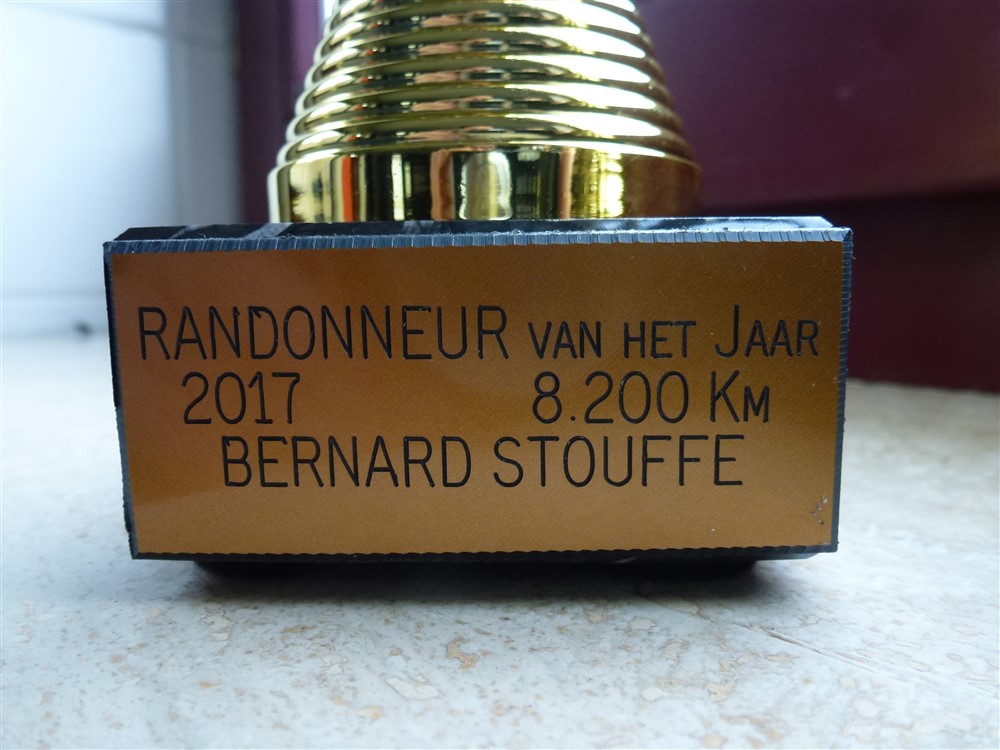 RANDONNEUR VAN HET JAAR
2017 8.200 KM
BERNARD STOUFFE